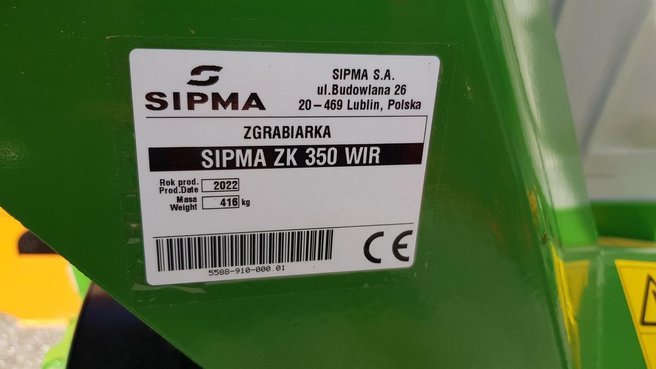 SIPMA
SIPMA S.A.
ul.Budowlana 26
20-469 Lublin, Polska
ZGRABIARKA
SIPMA ZK 350 WIR
Rok prod.
Prod.Date 2022
Masa
Weight 416 kg
5588-910-000.01
CE